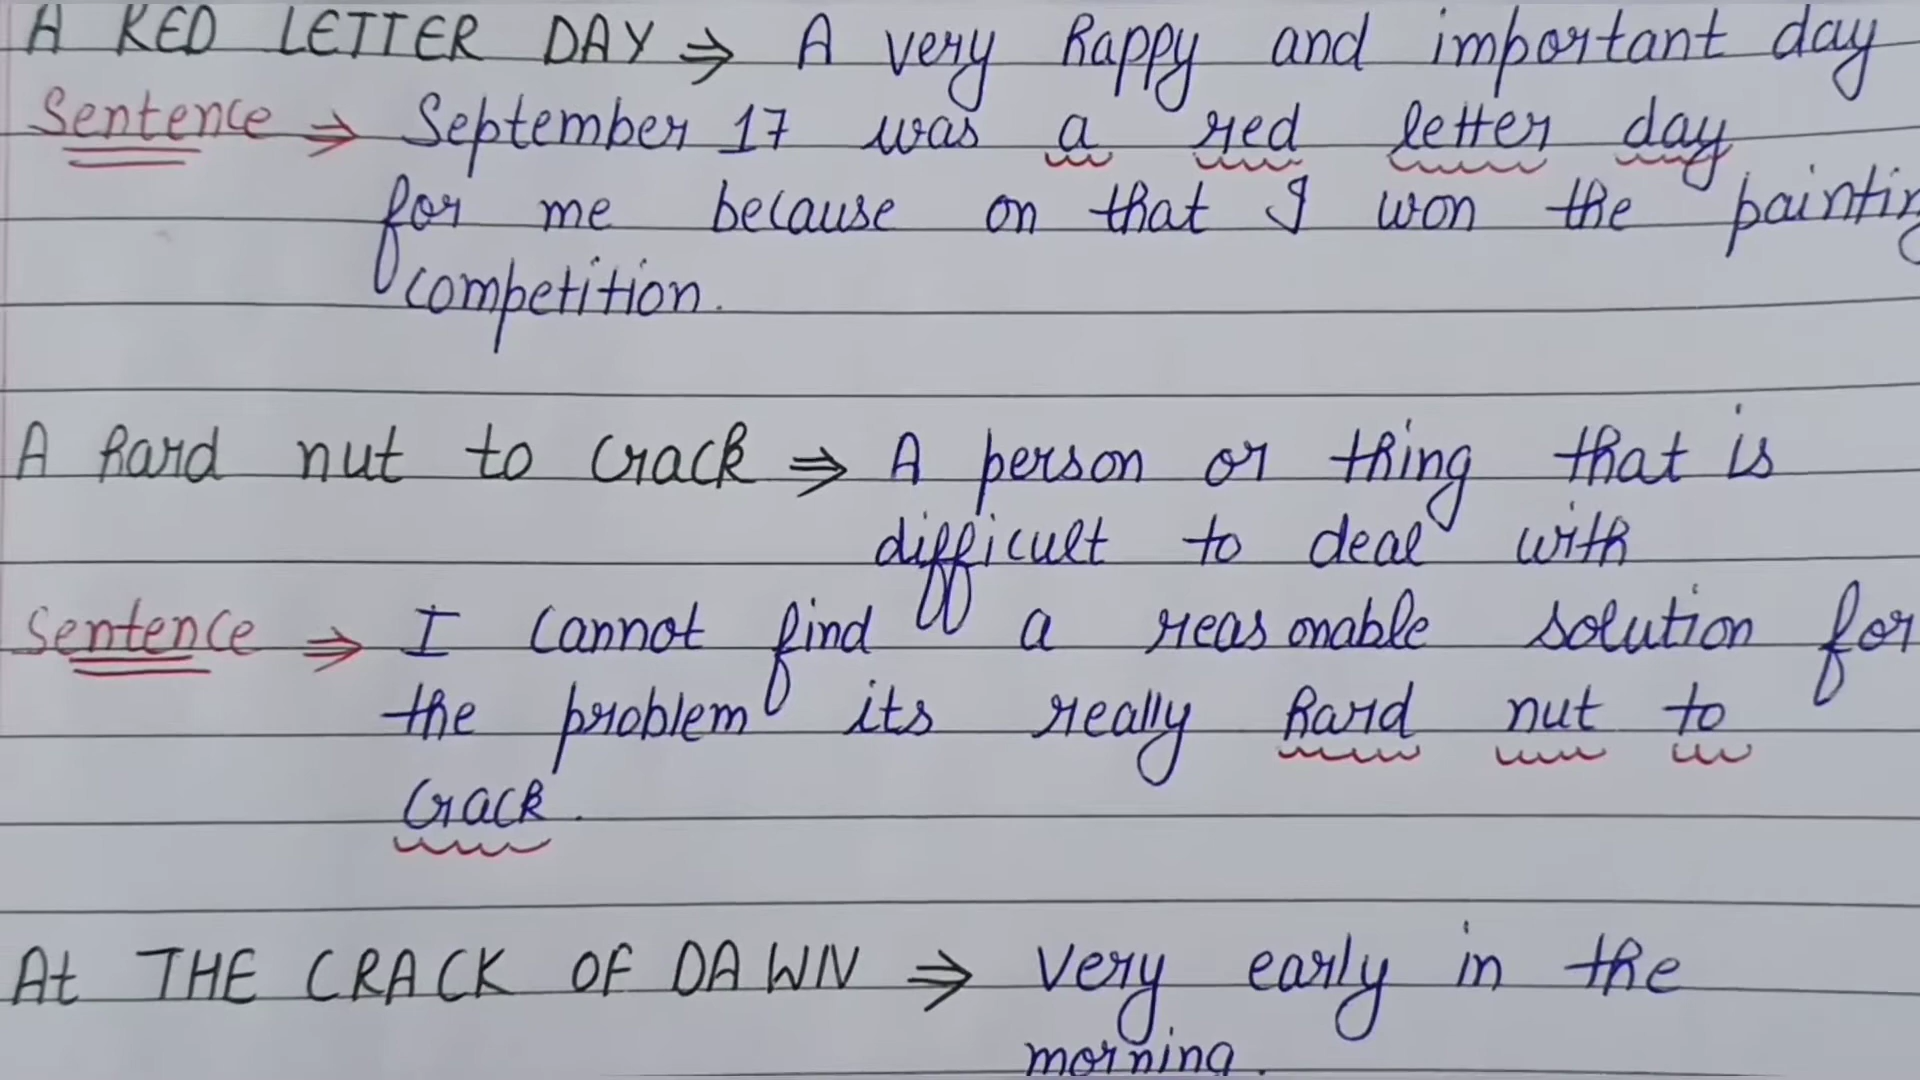 A RED LETTER DAY ⇒ A very happy and important day
Sentence ⇒ September 17 was a red letter day
for me because on that I won the painting
competition.
A hard nut to crack ⇒ A person or thing that is
difficult to deal with
Sentence ⇒ I cannot find a reasonable solution for
the problem its really hard nut to
crack.
At THE CRACK OF DAWN ⇒ Very early in the
morning.